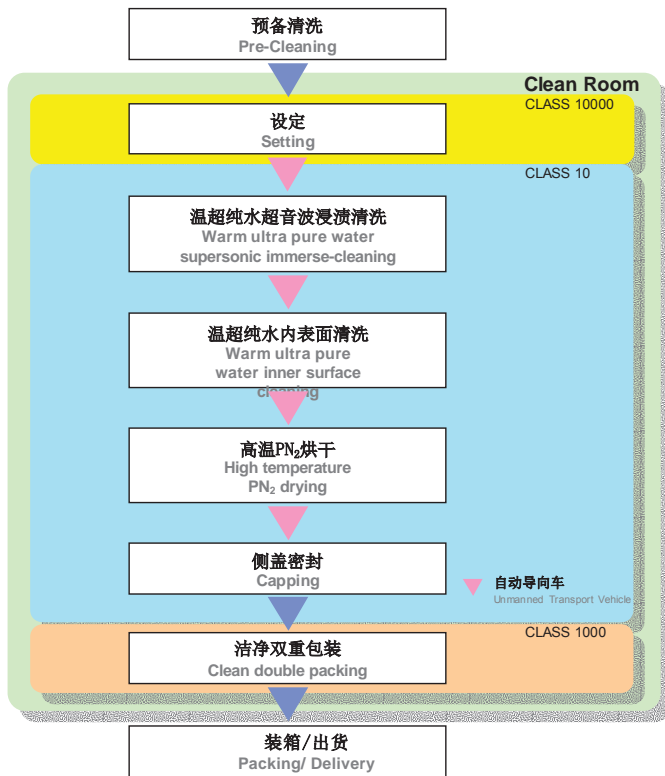 预备清洗
Pre-Cleaning
Clean Room
CLASS 10000
设定
Setting
CLASS 10
温超纯水超音波浸渍清洗
Warm ultra pure water
supersonic immerse-cleaning
温超纯水内表面清洗
Warm ultra pure
water inner surface
cleaning
高温PN₂烘干
High temperature
PN₂ drying
侧盖密封
Capping
自动导向车
Unmanned Transport Vehicle
CLASS 1000
洁净双重包装
Clean double packing
装箱/出货
Packing/ Delivery